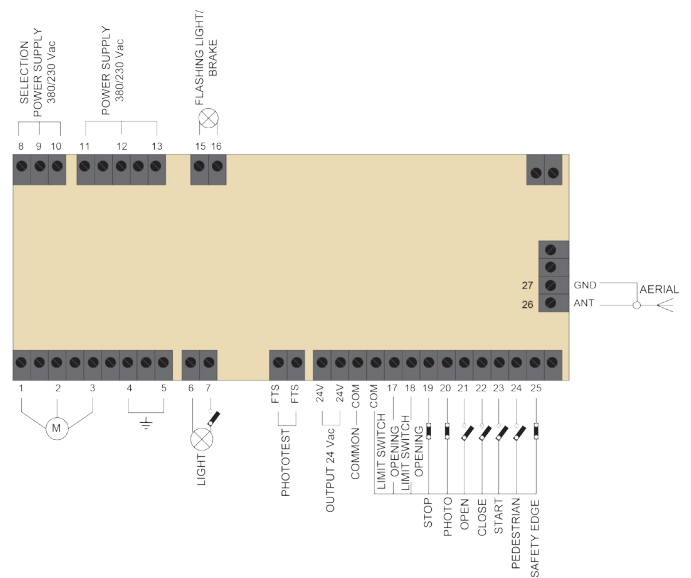 SELECTION
POWER SUPPLY
380/230 Vac
POWER SUPPLY
380/230 Vac
FLASHING LIGHT/
BRAKE
8 9 10 11 12 13 15 16
27 GND
AERIAL
26 ANT
1 2 3 4 5 6 7 FTS FTS 24V 24V COM COM 17 18 19 20 21 22 23 24 25
M
LIGHT
PHOTOTEST
OUTPUT 24 Vac
COMMON
LIMIT SWITCH
OPENING
LIMIT SWITCH
OPENING
STOP
PHOTO
OPEN
CLOSE
START
PEDESTRIAN
SAFETY EDGE